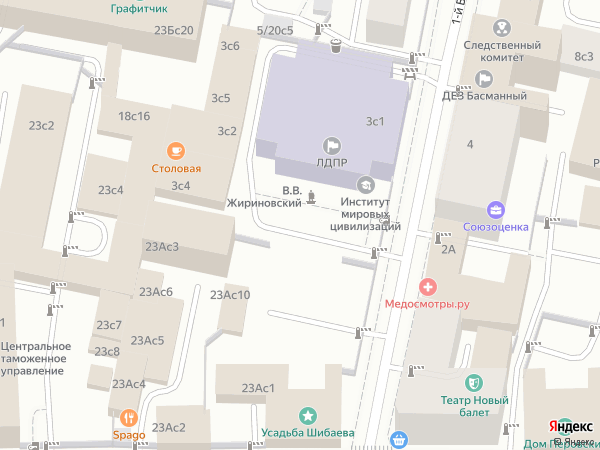 Графитчик
23Бс20
5/20с5
1-й Б
Следственный
комитет
8с3
3с6
ДЕЗ Басманный
3с5
18с16
3с1
23с2
3с2
4
ЛДПР
Столовая
23с4
3с4
В.В.
Жириновский
Институт
мировых
цивилизаций
Союзоценка
23Ас3
2А
23Ас6
23Ас10
Медосмотры.ру
23с7
Центральное
таможенное
управление
23с8
23Ас5
23Ас4
23Ас1
Театр Новый
балет
Spago
23Ас2
Усадьба Шибаева
Яндекс
© Яндекс